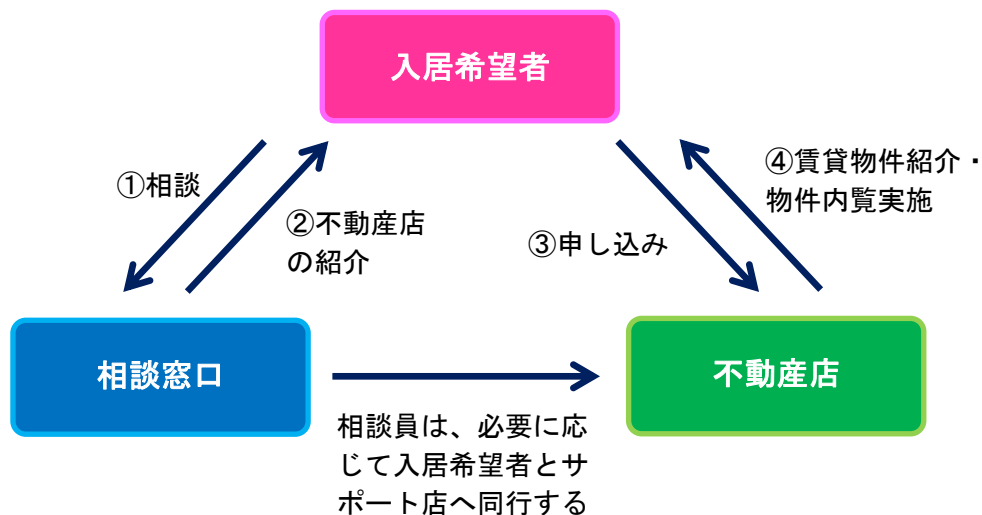 入居希望者
①相談
②不動産店
の紹介
③申し込み
④賃貸物件紹介・
物件内覧実施
相談窓口
不動産店
相談員は、必要に応
じて入居希望者とサ
ポート店へ同行する